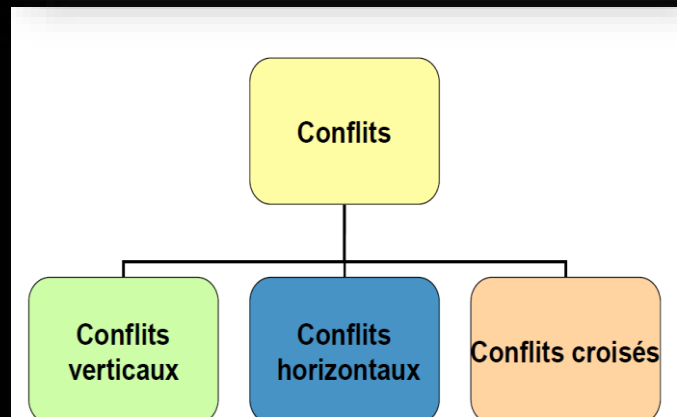 Conflits
Conflits
verticaux
Conflits
horizontaux
Conflits croisés